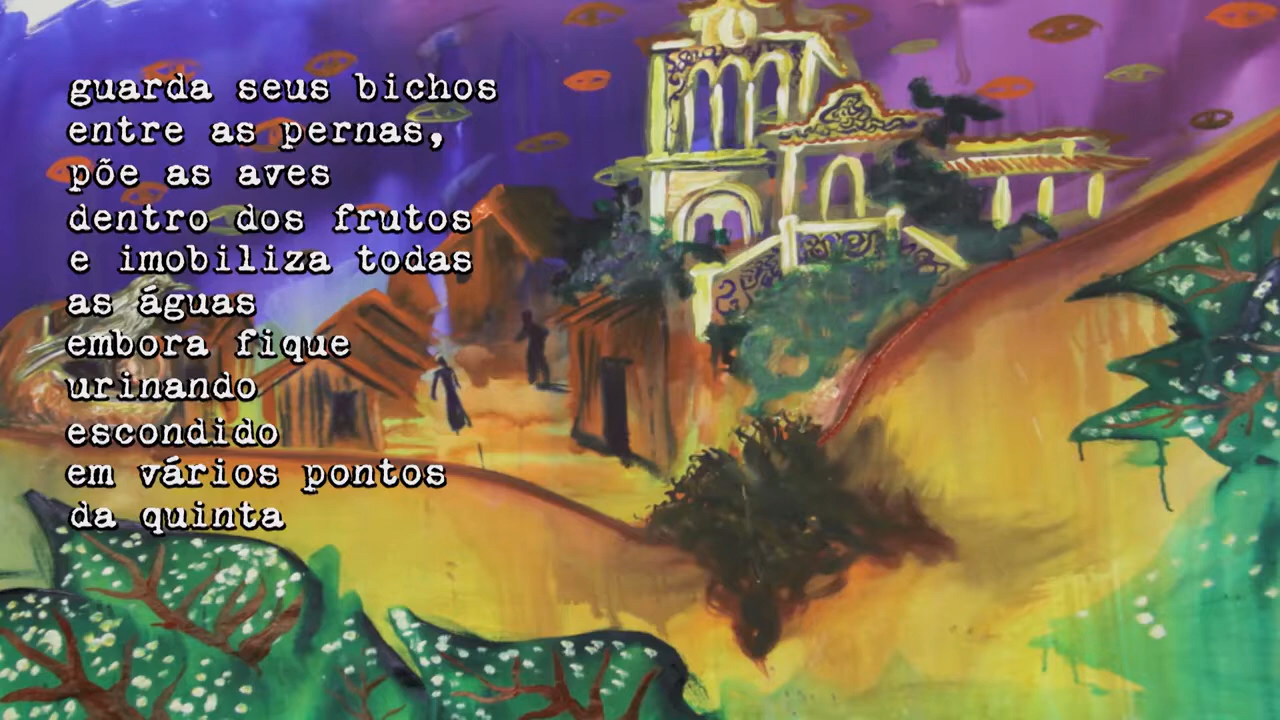 guarda seus bichos
entre as pernas,
põe as aves
dentro dos frutos
e imobiliza todas
as águas
embora fique
urinando
escondido
em vários pontos
da quinta